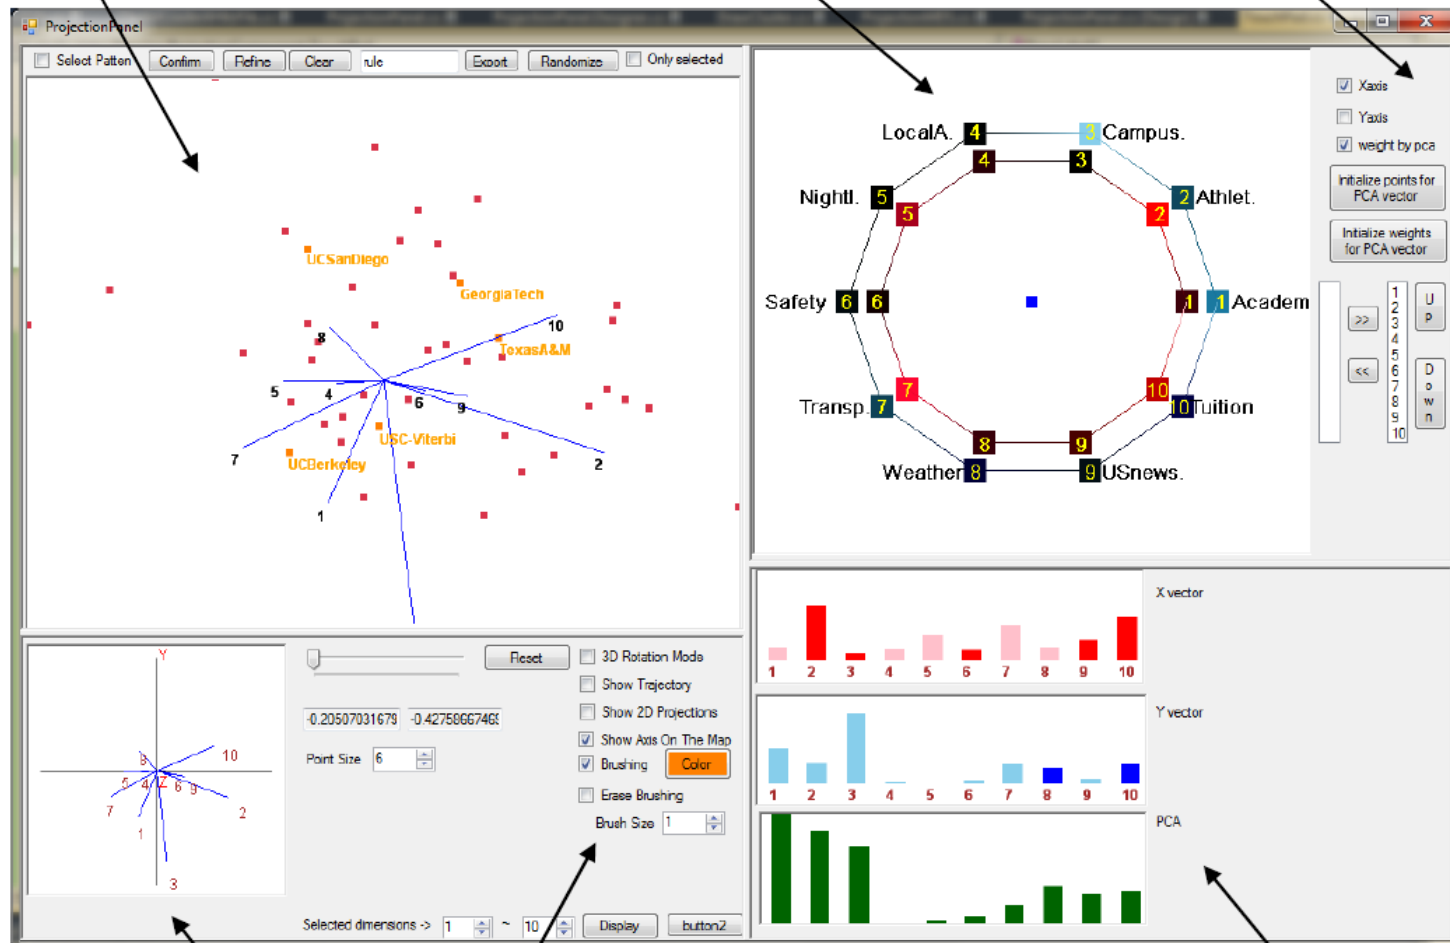 ProjectionPanel
Select Patten Confirm Refine Clear rule Export Randomize Only selected
UCSanDiego
GeorgiaTech
10
TexasA&M
8
5
4
6
9
USC-Viterbi
7
UCBerkeley
2
1
LocalA. 4 3 Campus.
4 3
Nightl. 5 2 Athlet.
5 2
Safety 6 6 1 1 Academ
7 10
Transp. 7 10 Tuition
8 9
Weather 8 9 USnews.
Xaxis
Yaxis
weight by pca
Initialize points for
PCA vector
Initialize weights
for PCA vector
>>
<<
1
2
3
4
5
6
7
8
9
10
U
P
D
o
w
n
Y
8
10
5 4 Z 6 9
7
2
1
3
Reset
-0.20507031679 -0.42758667469
Point Size 6
3D Rotation Mode
Show Trajectory
Show 2D Projections
Show Axis On The Map
Brushing Color
Erase Brushing
Brush Size 1
Selected dimensions -> 1 ~ 10 Display button2
X vector
1 2 3 4 5 6 7 8 9 10
Y vector
1 2 3 4 5 6 7 8 9 10
PCA